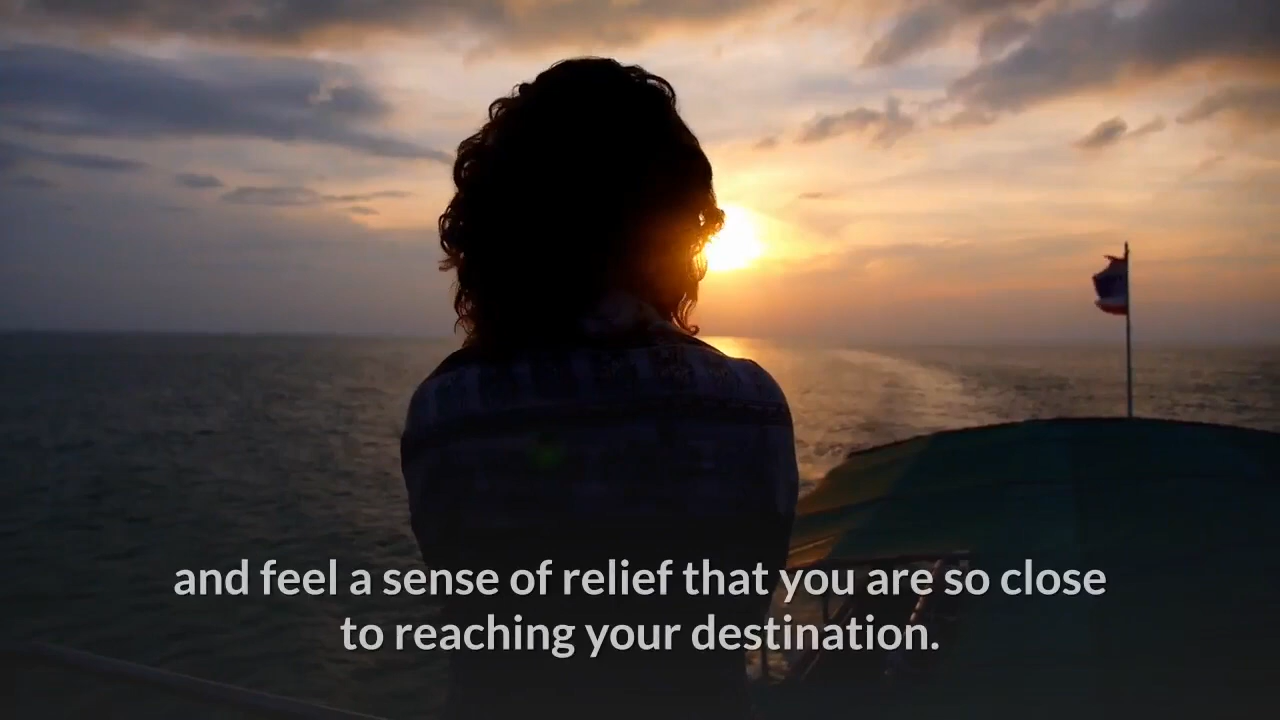 and feel a sense of relief that you are so close
to reaching your destination.